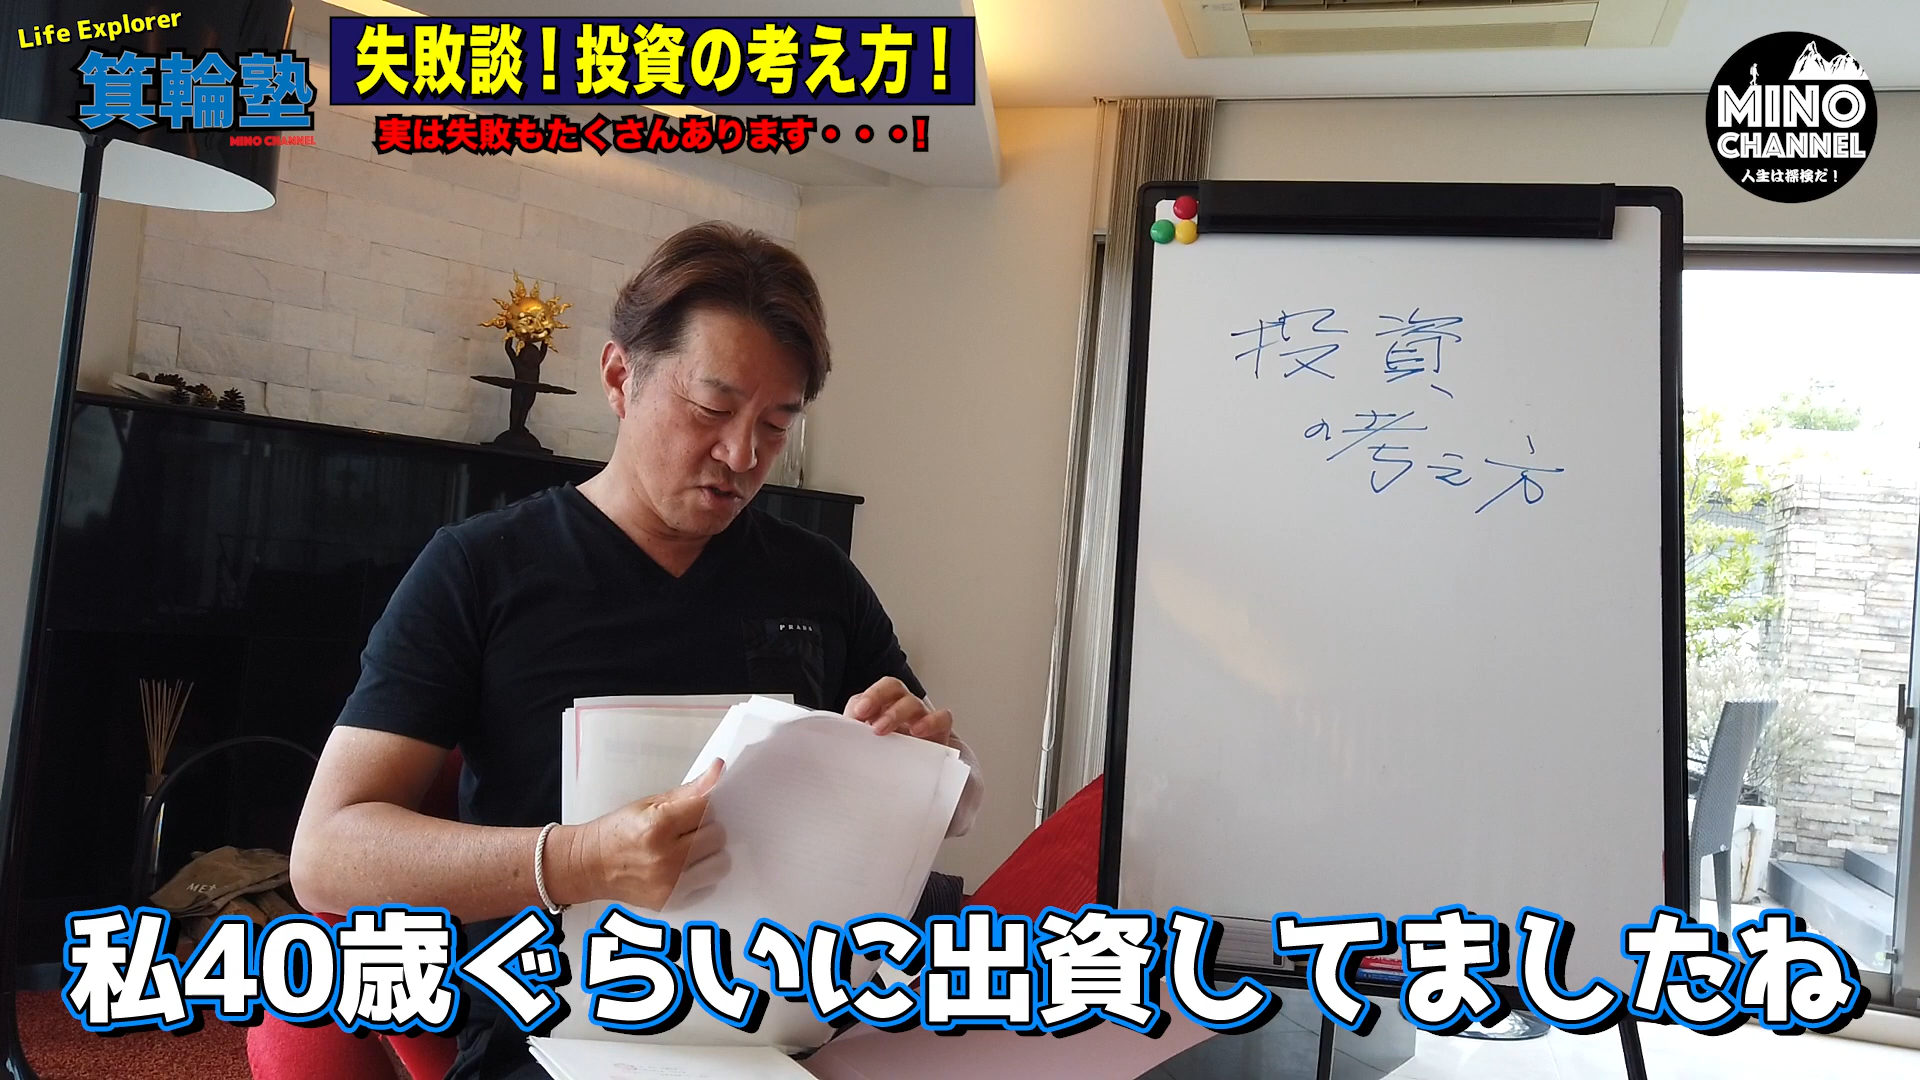 Life Explorer
箕輪塾
MINO CHANNEL
失敗談！投資の考え方！
実は失敗もたくさんあります・・・！
MINO
CHANNEL
人生は探検だ！
投資
の考え方
PRADA
私40歳ぐらいに出資してましたね